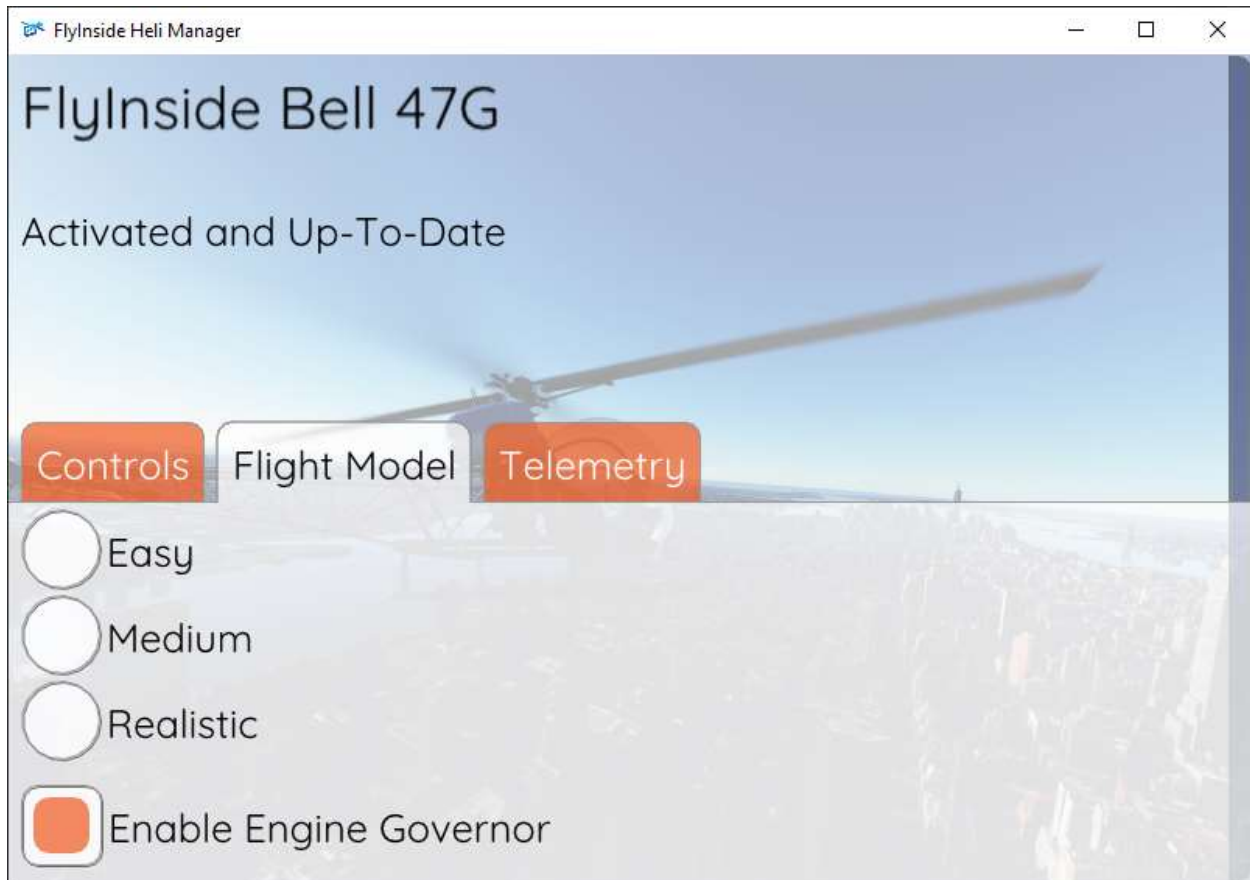 FlyInside Heli Manager
FlyInside Bell 47G
Activated and Up-To-Date
Controls Flight Model Telemetry
Easy
Medium
Realistic
Enable Engine Governor